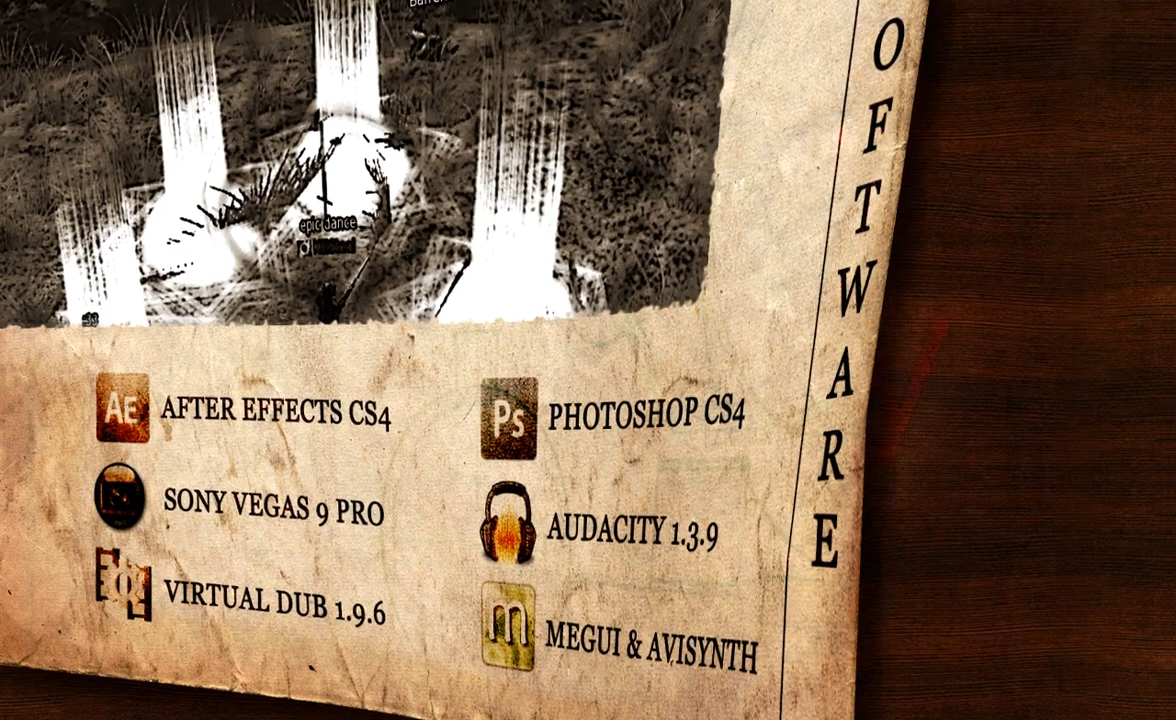 epic dance
AE AFTER EFFECTS CS4
Ps PHOTOSHOP CS4
SONY VEGAS 9 PRO
AUDACITY 1.3.9
VIRTUAL DUB 1.9.6
m MEGUI & AVISYNTH
OFTWARE